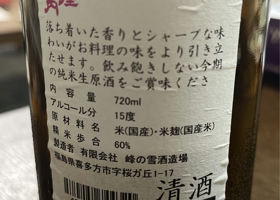 落ち着いた香りとシャープな味
わいがお料理の味をより引き立
たせます。飲み飽きしない今期
の純米生原酒をご賞味くださ
内容量 720ml
アルコール分 15度
原材料名 米(国産)・米麹(国産米)
精米歩合 60%
製造者 有限会社 峰の雪酒造場
福島県喜多方市字桜ガ丘1-17
清酒